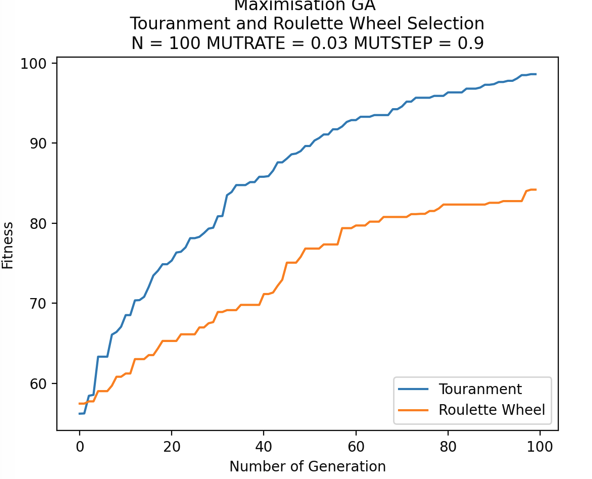 Maximisation GA
Touranment and Roulette Wheel Selection
N = 100 MUTRATE = 0.03 MUTSTEP = 0.9
100
90
80
70
60
Fitness
0 20 40 60 80 100
Number of Generation
Touranment
Roulette Wheel